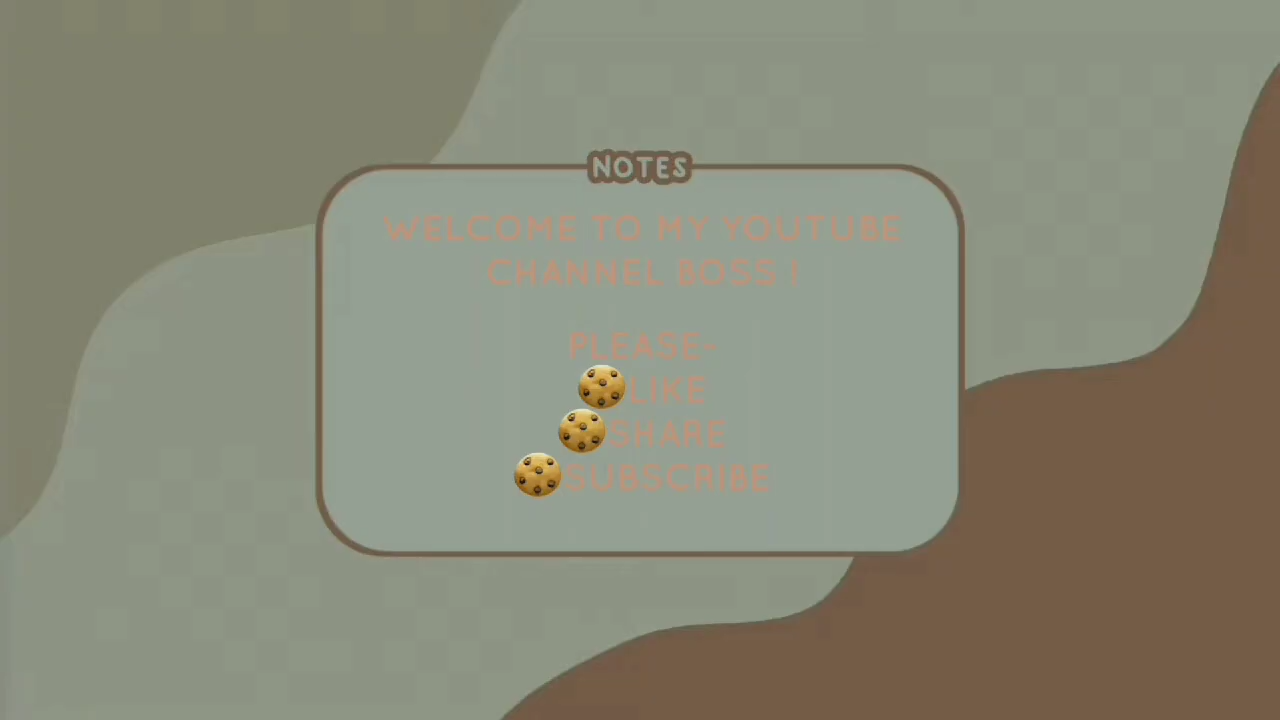 NOTES
WELCOME TO MY YOUTUBE
CHANNEL BOSS !
PLEASE-
🍪LIKE
🍪SHARE
🍪SUBSCRIBE